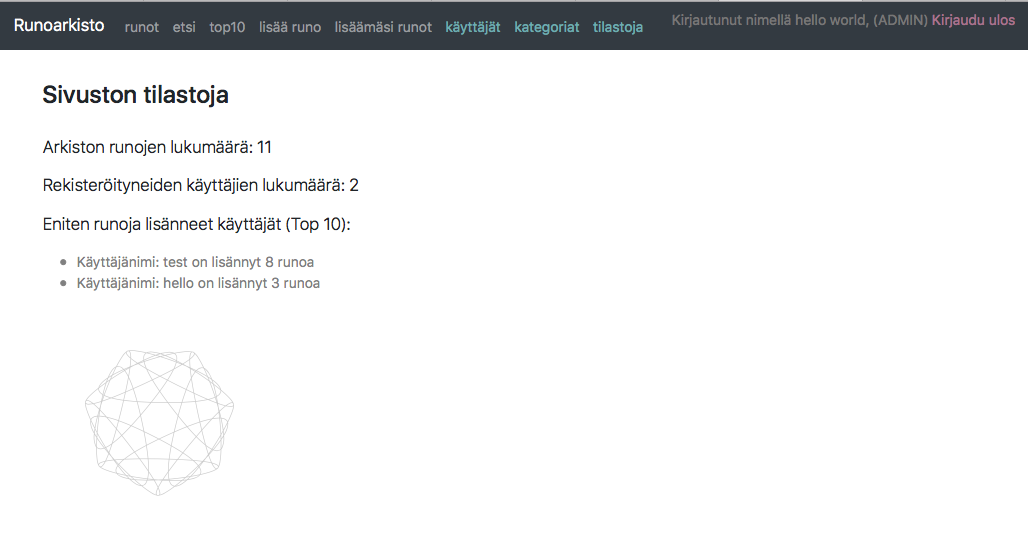 Runoarkisto runot etsi top10 lisää runo lisäämäsi runot käyttäjät kategoriat tilastoja Kirjautunut nimellä hello world, (ADMIN) Kirjaudu ulos
Sivuston tilastoja
Arkiston runojen lukumäärä: 11
Rekisteröityneiden käyttäjien lukumäärä: 2
Eniten runoja lisänneet käyttäjät (Top 10):
Käyttäjänimi: test on lisännyt 8 runoa
Käyttäjänimi: hello on lisännyt 3 runoa